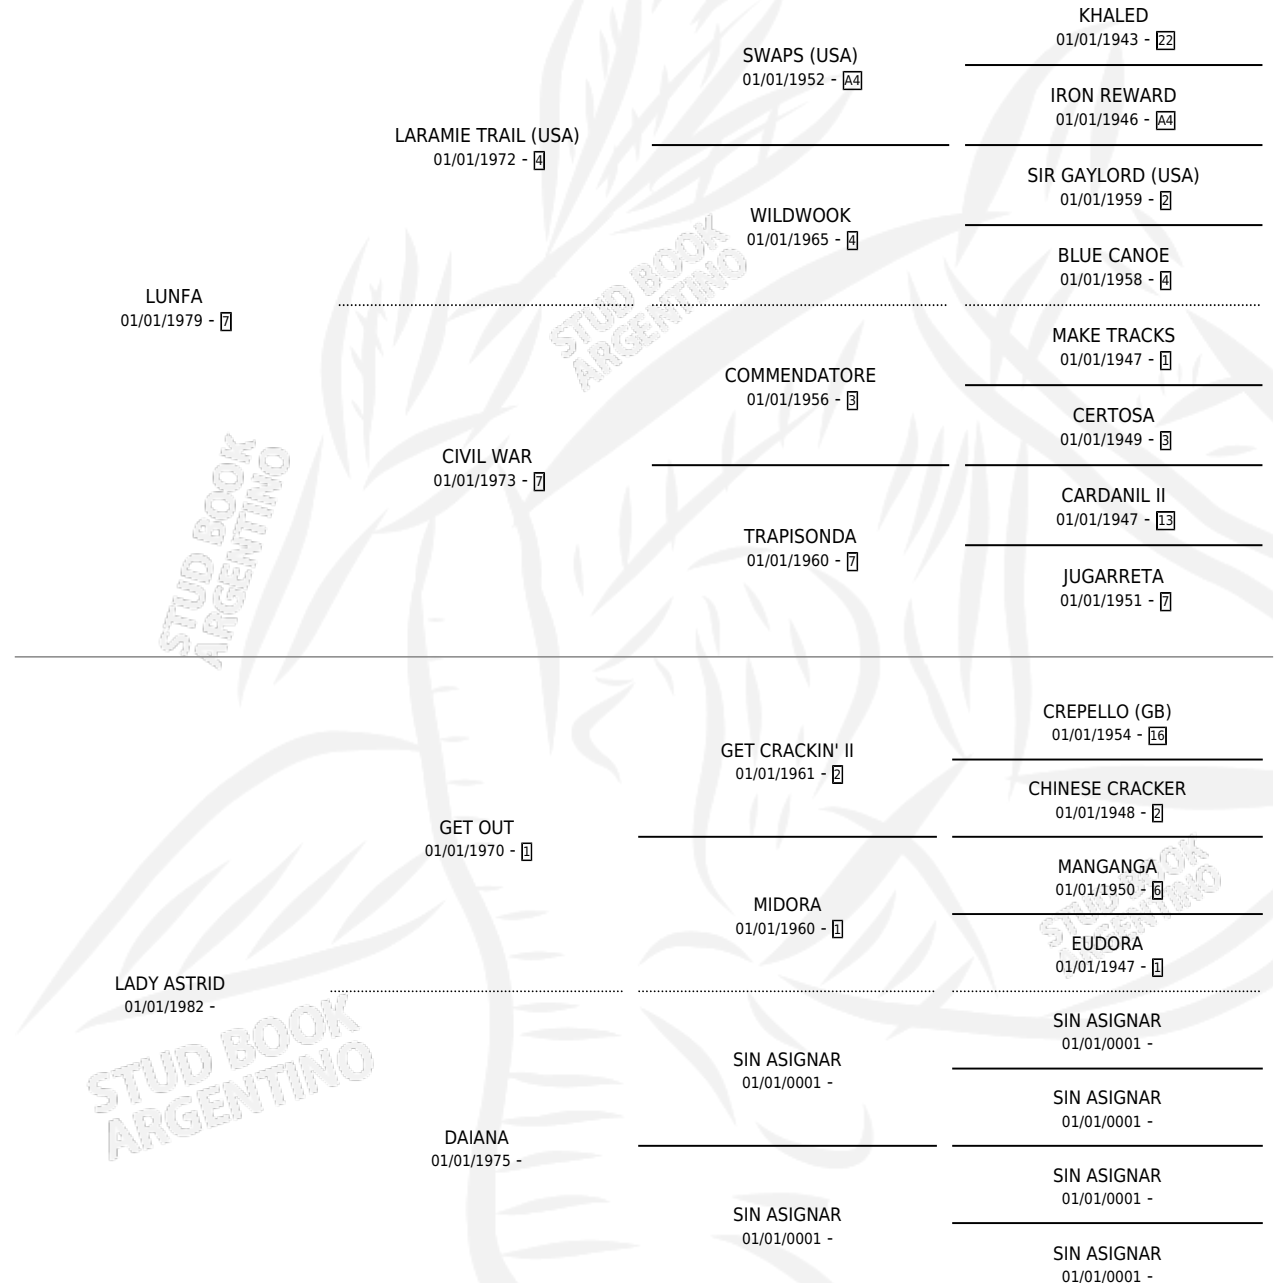 LUNFA
01/01/1979 - 7
LARAMIE TRAIL (USA)
01/01/1972 - 4
CIVIL WAR
01/01/1973 - 7
SWAPS (USA)
01/01/1952 - A4
WILDWOOK
01/01/1965 - 4
COMMENDATORE
01/01/1956 - 3
TRAPISONDA
01/01/1960 - 7
KHALED
01/01/1943 - 22
IRON REWARD
01/01/1946 - A4
SIR GAYLORD (USA)
01/01/1959 - 2
BLUE CANOE
01/01/1958 - 4
MAKE TRACKS
01/01/1947 - 1
CERTOSA
01/01/1949 - 3
CARDANIL II
01/01/1947 - 13
JUGARRETA
01/01/1951 - 7
LADY ASTRID
01/01/1982 -
GET OUT
01/01/1970 - 1
DAIANA
01/01/1975 -
GET CRACKIN' II
01/01/1961 - 2
MIDORA
01/01/1960 - 1
SIN ASIGNAR
01/01/0001 -
SIN ASIGNAR
01/01/0001 -
CREPELLO (GB)
01/01/1954 - 16
CHINESE CRACKER
01/01/1948 - 2
MANGANGA
01/01/1950 - 6
EUDORA
01/01/1947 - 1
SIN ASIGNAR
01/01/0001 -
SIN ASIGNAR
01/01/0001 -
SIN ASIGNAR
01/01/0001 -
SIN ASIGNAR
01/01/0001 -
STUD BOOK
ARGENTINO
STUD BOOK
ARGENTINO
STUD BOOK
ARGENTINO
STUD BOOK
ARGENTINO